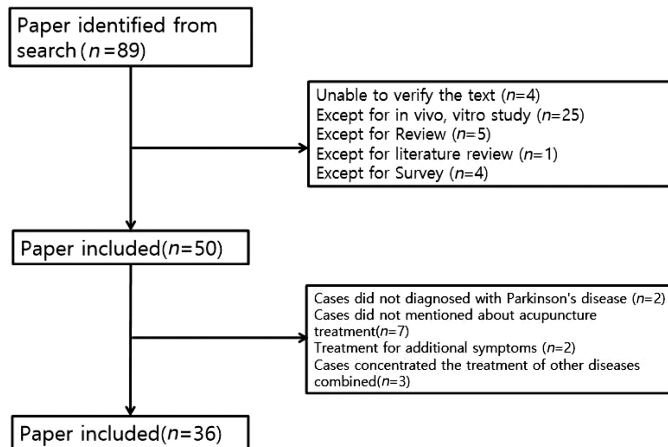 Paper identified from
search(n=89)
Unable to verify the text (n=4)
Except for in vivo, vitro study (n=25)
Except for Review (n=5)
Except for literature review (n=1)
Except for Survey (n=4)
Paper included(n=50)
Cases did not diagnosed with Parkinson's disease (n=2)
Cases did not mentioned about acupuncture
treatment(n=7)
Treatment for additional symptoms (n=2)
Cases concentrated the treatment of other diseases
combined(n=3)
Paper included(n=36)